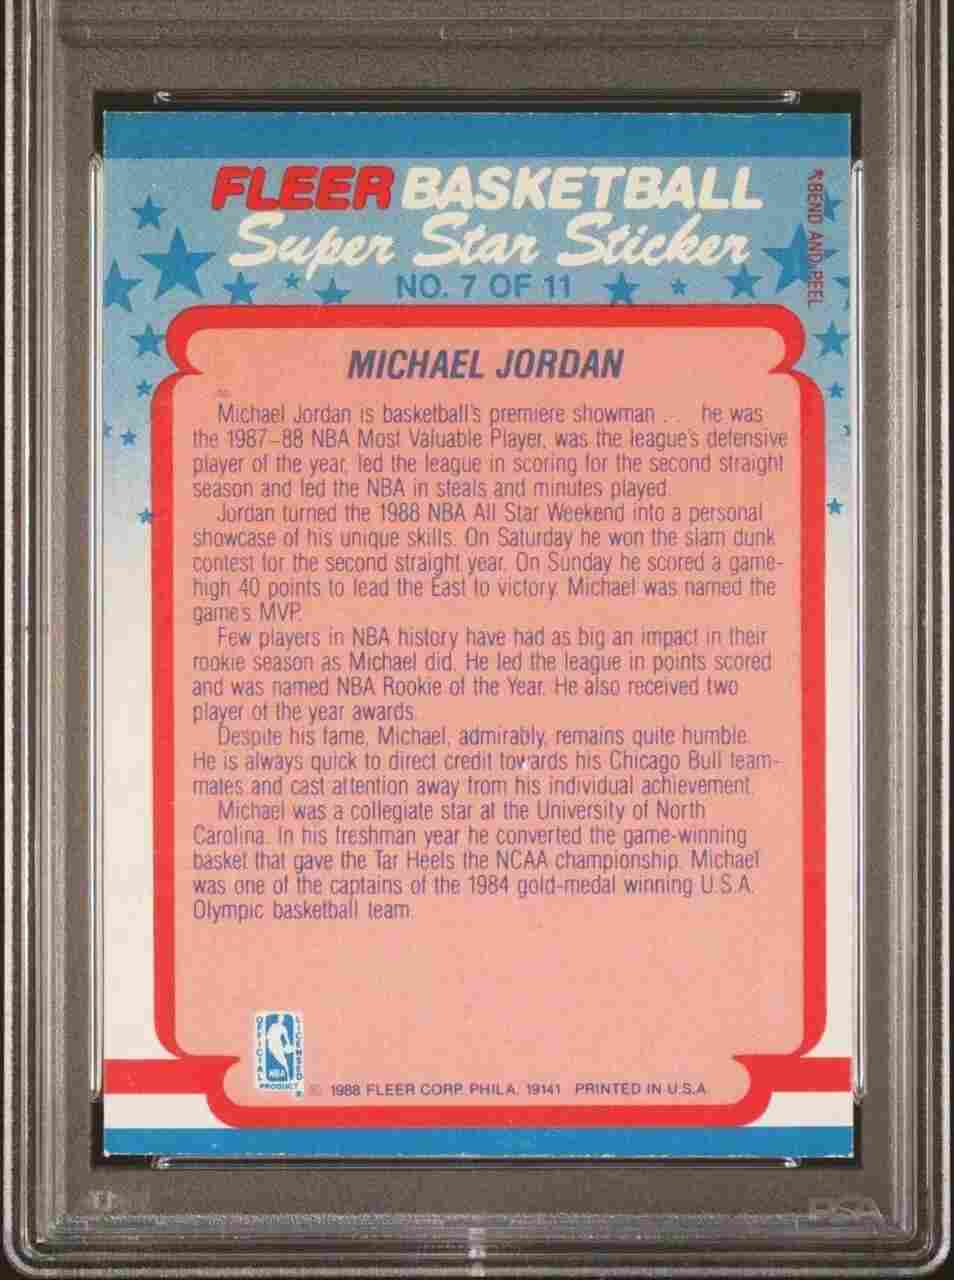 FLEER BASKETBALL
Super Star Sticker
NO. 7 OF 11
BEND AND PEEL
MICHAEL JORDAN
Michael Jordan is basketball's premiere showman . . . he was
the 1987–88 NBA Most Valuable Player, was the league's defensive
player of the year, led the league in scoring for the second straight
season and led the NBA in steals and minutes played.
Jordan turned the 1988 NBA All Star Weekend into a personal
showcase of his unique skills. On Saturday he won the slam dunk
contest for the second straight year. On Sunday he scored a game-
high 40 points to lead the East to victory. Michael was named the
game's MVP.
Few players in NBA history have had as big an impact in their
rookie season as Michael did. He led the league in points scored
and was named NBA Rookie of the Year. He also received two
player of the year awards.
Despite his fame, Michael, admirably, remains quite humble.
He is always quick to direct credit towards his Chicago Bull team-
mates and cast attention away from his individual achievement.
Michael was a collegiate star at the University of North
Carolina. In his freshman year he converted the game-winning
basket that gave the Tar Heels the NCAA championship. Michael
was one of the captains of the 1984 gold-medal winning U.S.A.
Olympic basketball team.
OFFICIAL LICENSED
NBA
PRODUCT
© 1988 FLEER CORP. PHILA. 19141 PRINTED IN U.S.A.
PSA